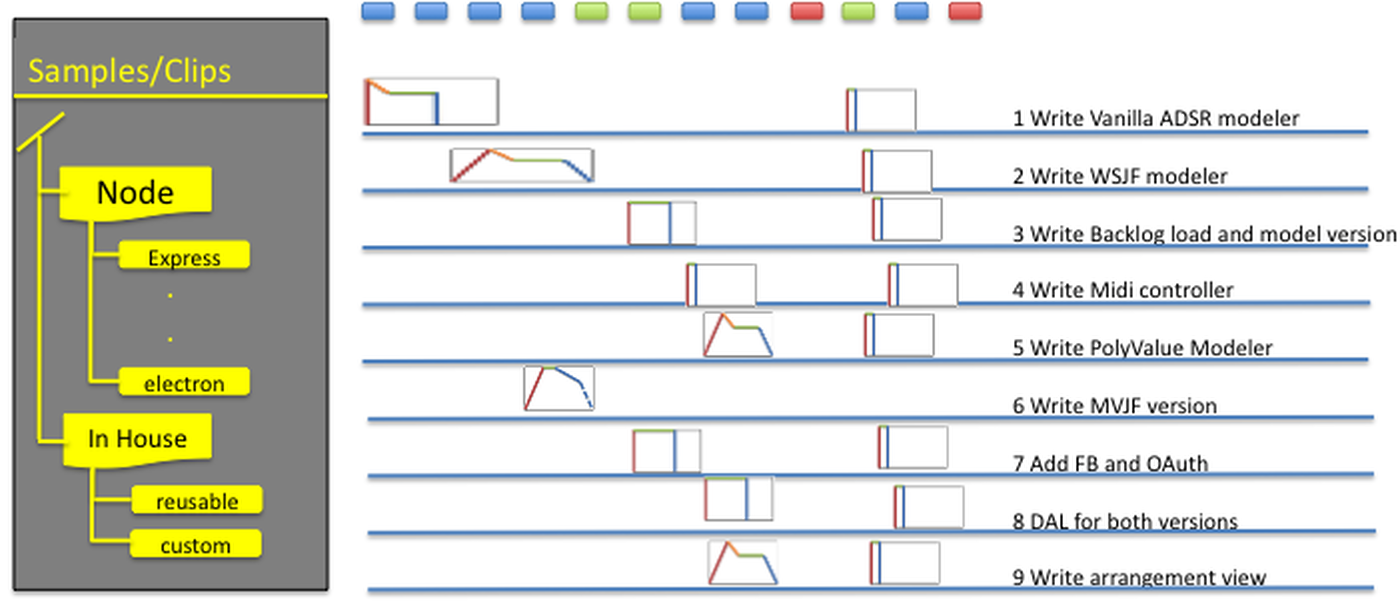 Samples/Clips
Node
Express
.
.
electron
In House
reusable
custom
1 Write Vanilla ADSR modeler
2 Write WSJF modeler
3 Write Backlog load and model version
4 Write Midi controller
5 Write PolyValue Modeler
6 Write MVJF version
7 Add FB and OAuth
8 DAL for both versions
9 Write arrangement view